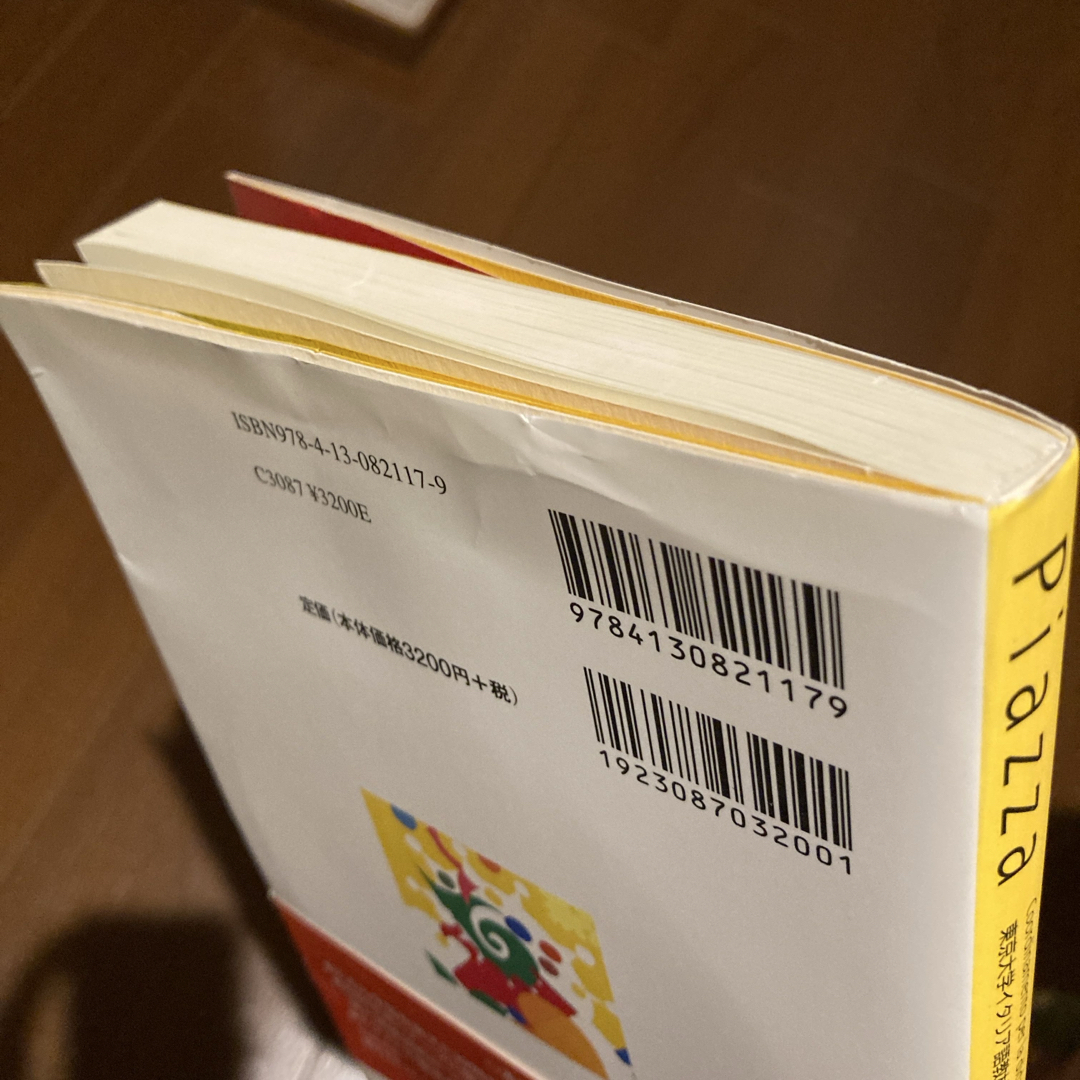 ISBN978-4-13-082117-9
C3087 ¥3200E
定価(本体価格3200円+税)
9784130821179
1923087032001
Piazza
東京大学イタリア語教